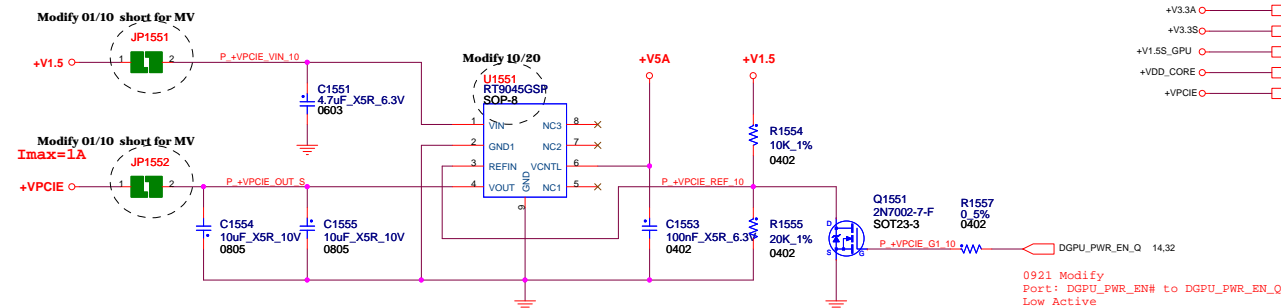 Modify 01/10 short for MV
JP1551
+V1.5
1
2
P_+VPCIE_VIN_10
C1551
4.7uF_X5R_6.3V
0603
Modify 10/20
U1551
RT9045GSP
SOP-8
1 VIN NC3 8
2 GND1 NC2 7
3 REFIN VCNTL 6
4 VOUT NC1 5
GND
9
+V5A
+V1.5
R1554
10K_1%
0402
Modify 01/10 short for MV
Imax=1A
JP1552
+VPCIE
1
2
P_+VPCIE_OUT_S
P_+VPCIE_REF_10
C1554
10uF_X5R_10V
0805
C1555
10uF_X5R_10V
0805
C1553
100nF_X5R_6.3V
0402
R1555
20K_1%
0402
Q1551
2N7002-7-F
SOT23-3
D
S
G
P_+VPCIE_G1_10
R1557
0_5%
0402
DGPU_PWR_EN_Q 14,32
0921 Modify
Port: DGPU_PWR_EN# to DGPU_PWR_EN_Q
Low Active
+V3.3A
+V3.3S
+V1.5S_GPU
+VDD_CORE
+VPCIE